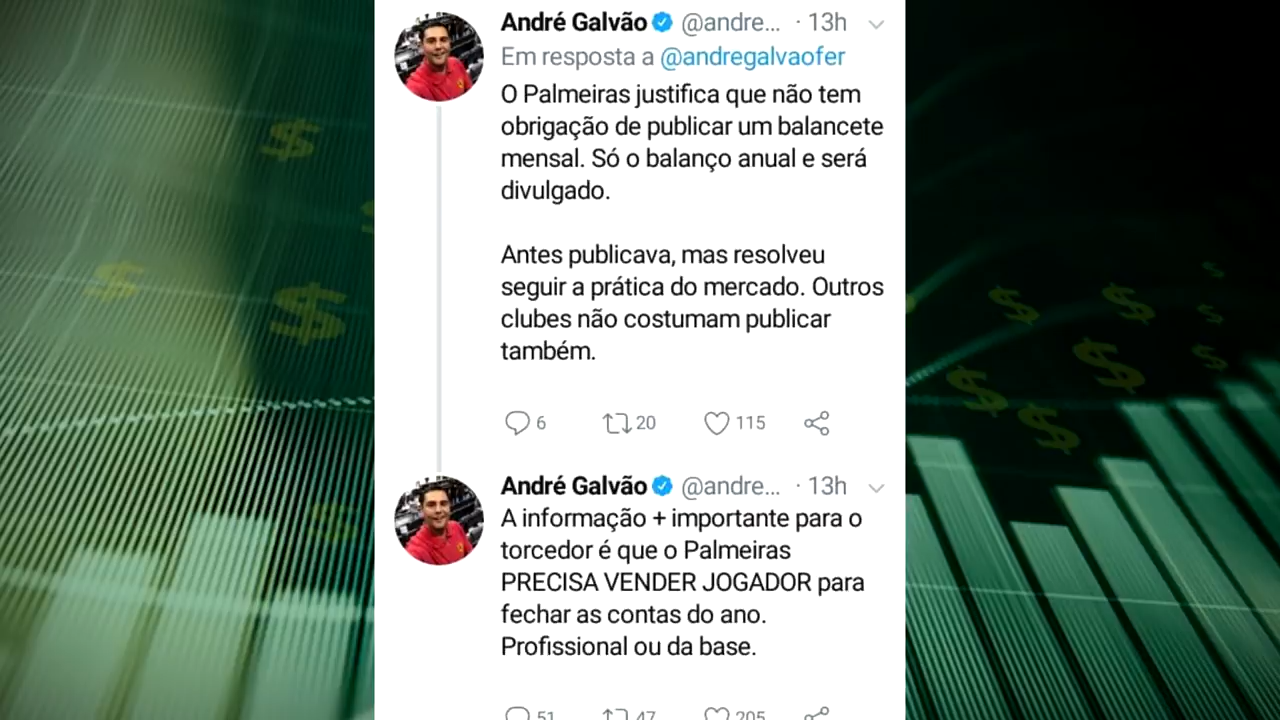 André Galvão @andre... · 13h
Em resposta a @andregalvaofer
O Palmeiras justifica que não tem
obrigação de publicar um balancete
mensal. Só o balanço anual e será
divulgado.
Antes publicava, mas resolveu
seguir a prática do mercado. Outros
clubes não costumam publicar
também.
6 20 115
André Galvão @andre... · 13h
A informação + importante para o
torcedor é que o Palmeiras
PRECISA VENDER JOGADOR para
fechar as contas do ano.
Profissional ou da base.
51 47 205